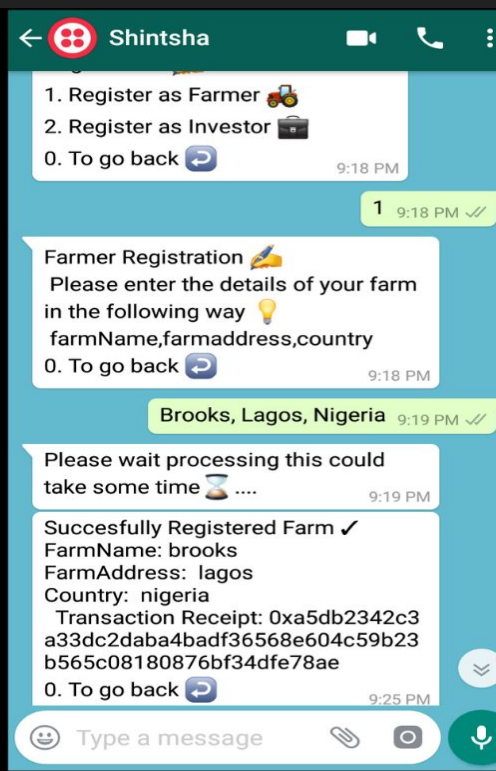 Shintsha
1. Register as Farmer 🚜
2. Register as Investor 💼
0. To go back ↩️
9:18 PM
1 9:18 PM
Farmer Registration ✍️
Please enter the details of your farm
in the following way 💡
farmName,farmaddress,country
0. To go back ↩️
9:18 PM
Brooks, Lagos, Nigeria 9:19 PM
Please wait processing this could
take some time⏳ ....
9:19 PM
Succesfully Registered Farm ✓
FarmName: brooks
FarmAddress: lagos
Country: nigeria
Transaction Receipt: 0xa5db2342c3
a33dc2daba4badf36568e604c59b23
b565c08180876bf34dfe78ae
0. To go back ↩️
9:25 PM
Type a message